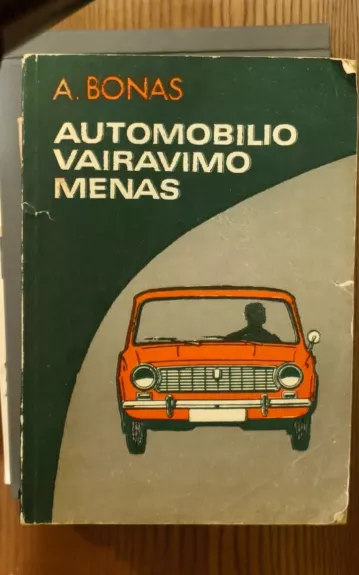 A. BONAS
AUTOMOBILIO
VAIRAVIMO
MENAS